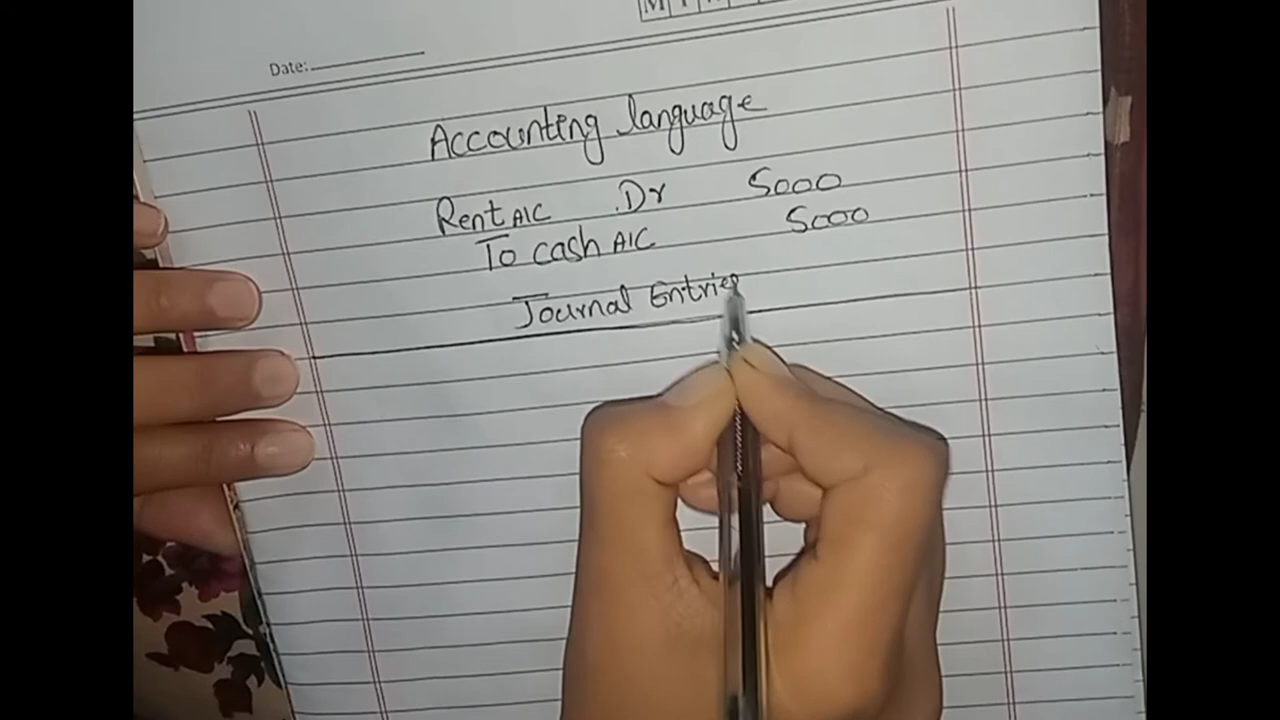 Date:
Accounting language
Rent A/C .Dr 5000
To cash A/C 5000
Journal Entries